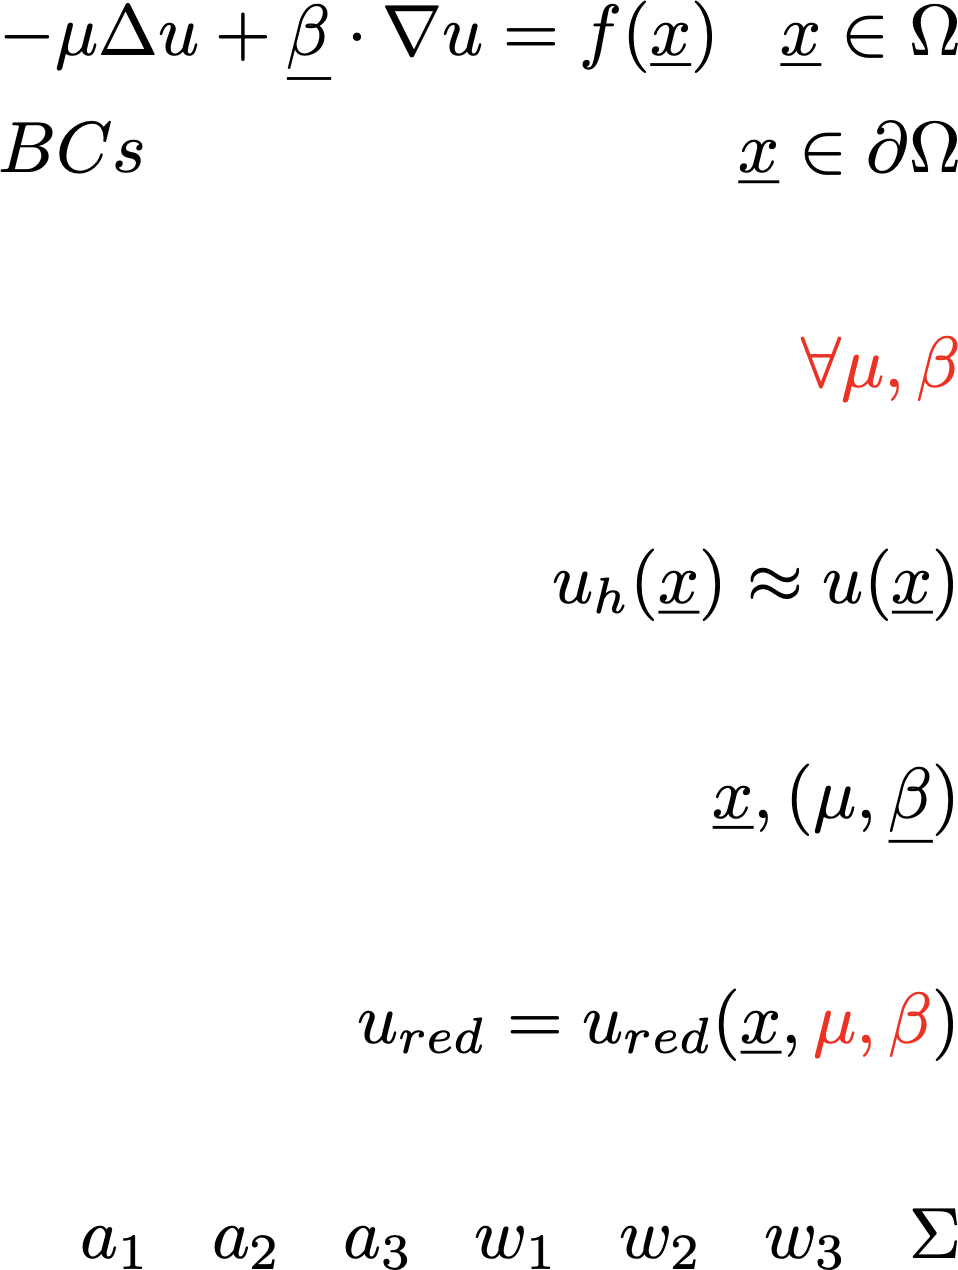 −μΔu + β · ∇u = f(x) x ∈ Ω
BCs x ∈ ∂Ω
∀μ, β
u_h(x) ≈ u(x)
x, (μ, β)
u_red = u_red(x, μ, β)
a₁ a₂ a₃ w₁ w₂ w₃ Σ